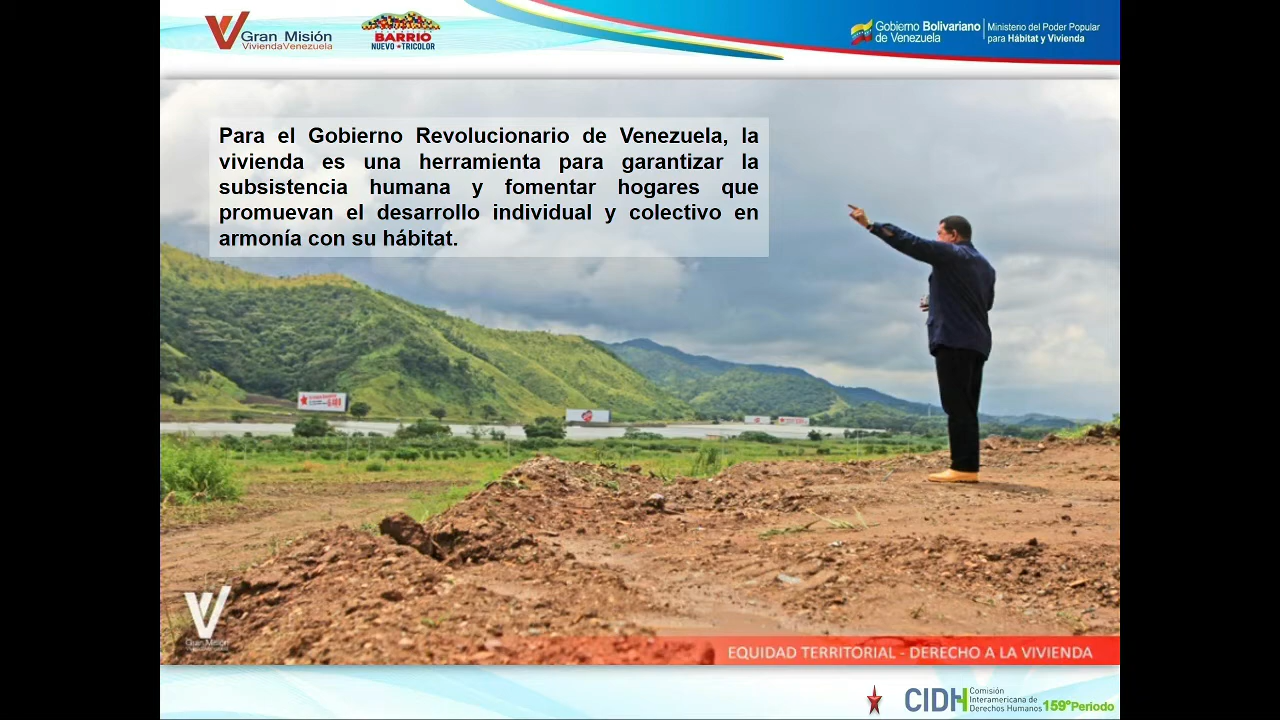 Gran Misión
ViviendaVenezuela
BARRIO
NUEVO TRICOLOR
Gobierno Bolivariano
de Venezuela
Ministerio del Poder Popular
para Hábitat y Vivienda
Para el Gobierno Revolucionario de Venezuela, la
vivienda es una herramienta para garantizar la
subsistencia humana y fomentar hogares que
promuevan el desarrollo individual y colectivo en
armonía con su hábitat.
Gran Misión
EQUIDAD TERRITORIAL - DERECHO A LA VIVIENDA
CIDH
Comisión
Interamericana de
Derechos Humanos
159°Periodo